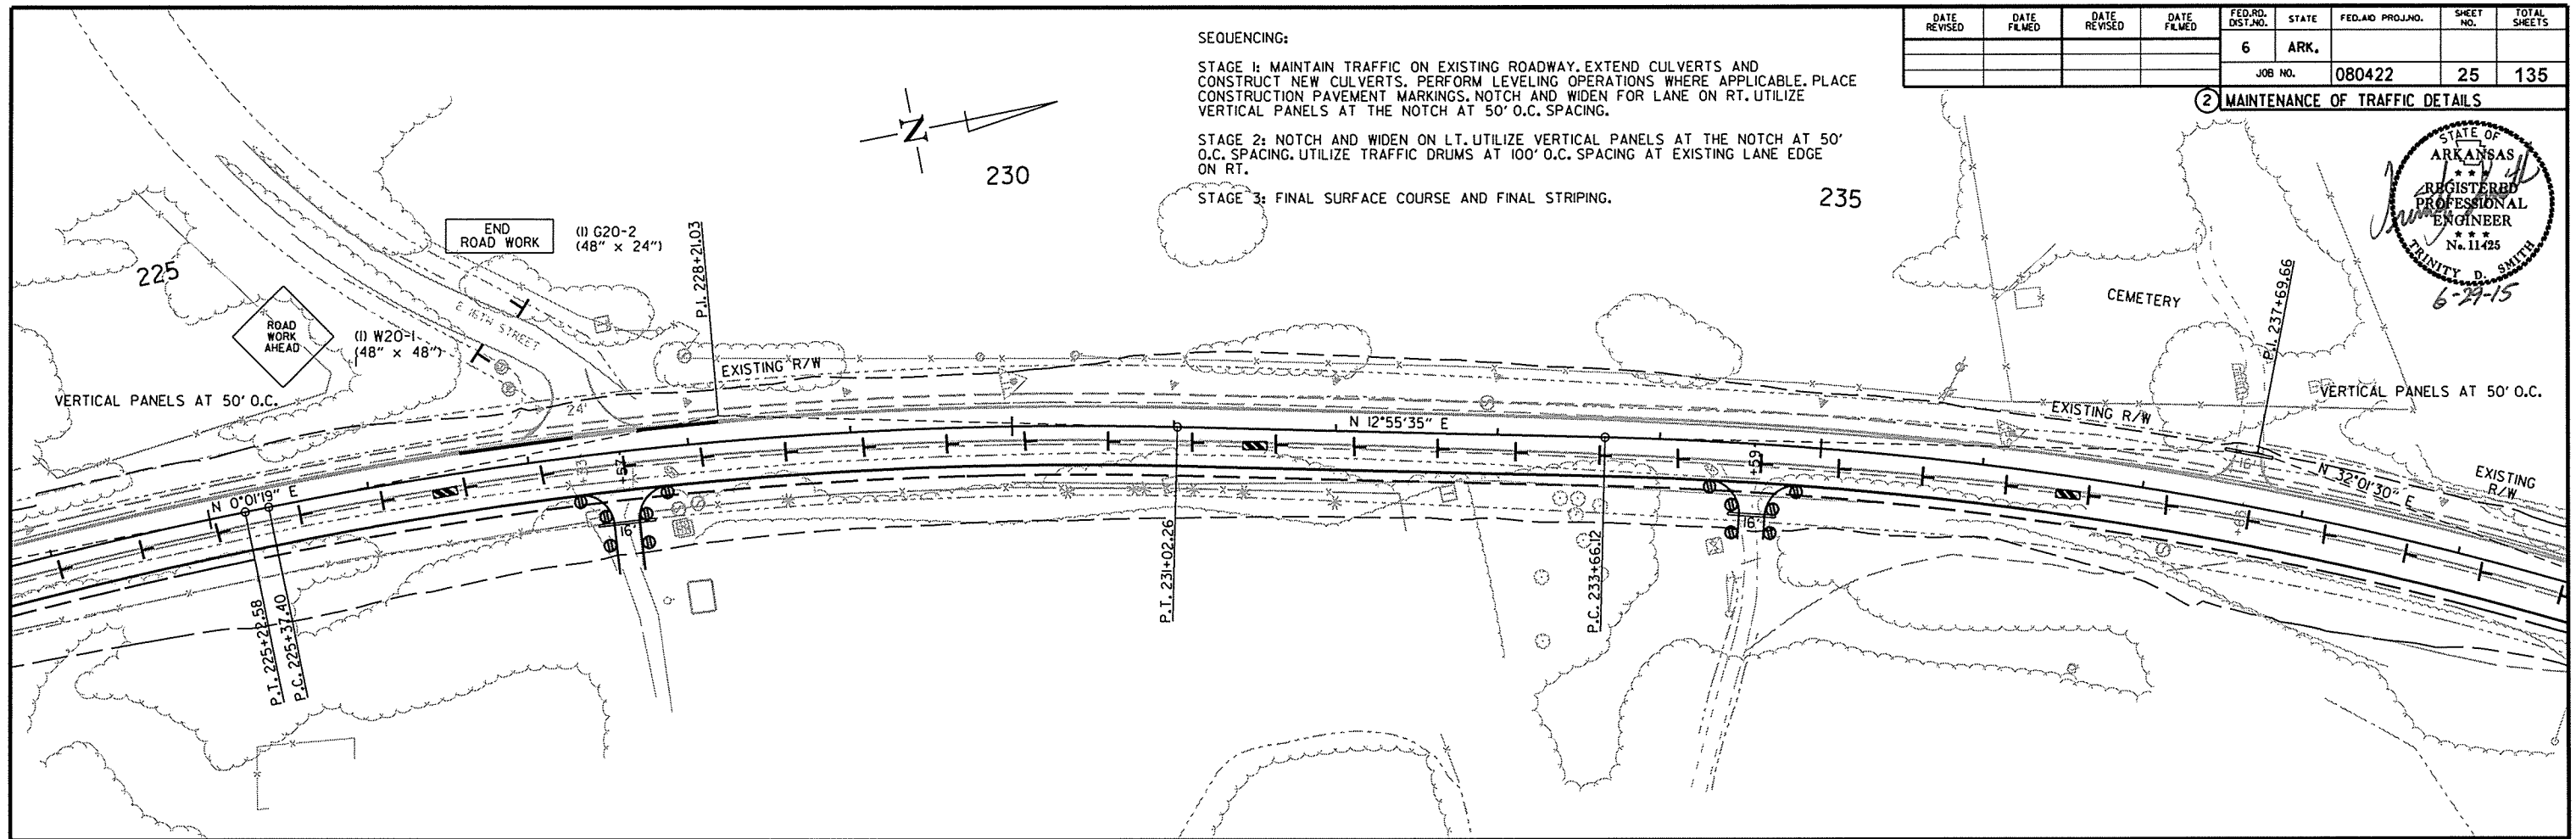 SEQUENCING:
STAGE 1: MAINTAIN TRAFFIC ON EXISTING ROADWAY. EXTEND CULVERTS AND
CONSTRUCT NEW CULVERTS. PERFORM LEVELING OPERATIONS WHERE APPLICABLE. PLACE
CONSTRUCTION PAVEMENT MARKINGS. NOTCH AND WIDEN FOR LANE ON RT. UTILIZE
VERTICAL PANELS AT THE NOTCH AT 50' O.C. SPACING.
STAGE 2: NOTCH AND WIDEN ON LT. UTILIZE VERTICAL PANELS AT THE NOTCH AT 50'
O.C. SPACING. UTILIZE TRAFFIC DRUMS AT 100' O.C. SPACING AT EXISTING LANE EDGE
ON RT.
STAGE 3: FINAL SURFACE COURSE AND FINAL STRIPING.
DATE REVISED
DATE FILMED
DATE REVISED
DATE FILMED
FED.RD. DIST.NO.
STATE
FED.AID PROJ.NO.
SHEET NO.
TOTAL SHEETS
6
ARK.
JOB NO.
080422
25
135
2 MAINTENANCE OF TRAFFIC DETAILS
STATE OF
ARKANSAS
★ ★ ★
REGISTERED
PROFESSIONAL
ENGINEER
★ ★ ★
No. 11425
TRINITY D. SMITH
6-29-15
N
225
230
235
END
ROAD WORK
(1) G20-2
(48" x 24")
ROAD
WORK
AHEAD
(1) W20-1
(48" x 48")
E 16TH STREET
P.I. 228+21.03
EXISTING R/W
CEMETERY
P.I. 237+69.66
VERTICAL PANELS AT 50' O.C.
24'
VERTICAL PANELS AT 50' O.C.
EXISTING R/W
N 12°55'35" E
N 0°01'19" E
+33
+57
+59
16'
N 32°01'30" E
EXISTING
R/W
16'
16'
P.T. 225+22.58
P.C. 225+37.40
P.T. 231+02.26
P.C. 233+66.12